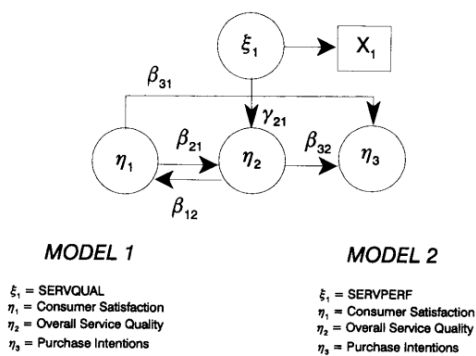 ξ₁
X₁
β₃₁
γ₂₁
β₂₁
β₃₂
η₁
η₂
η₃
β₁₂
MODEL 1
ξ₁ = SERVQUAL
η₁ = Consumer Satisfaction
η₂ = Overall Service Quality
η₃ = Purchase Intentions
MODEL 2
ξ₁ = SERVPERF
η₁ = Consumer Satisfaction
η₂ = Overall Service Quality
η₃ = Purchase Intentions